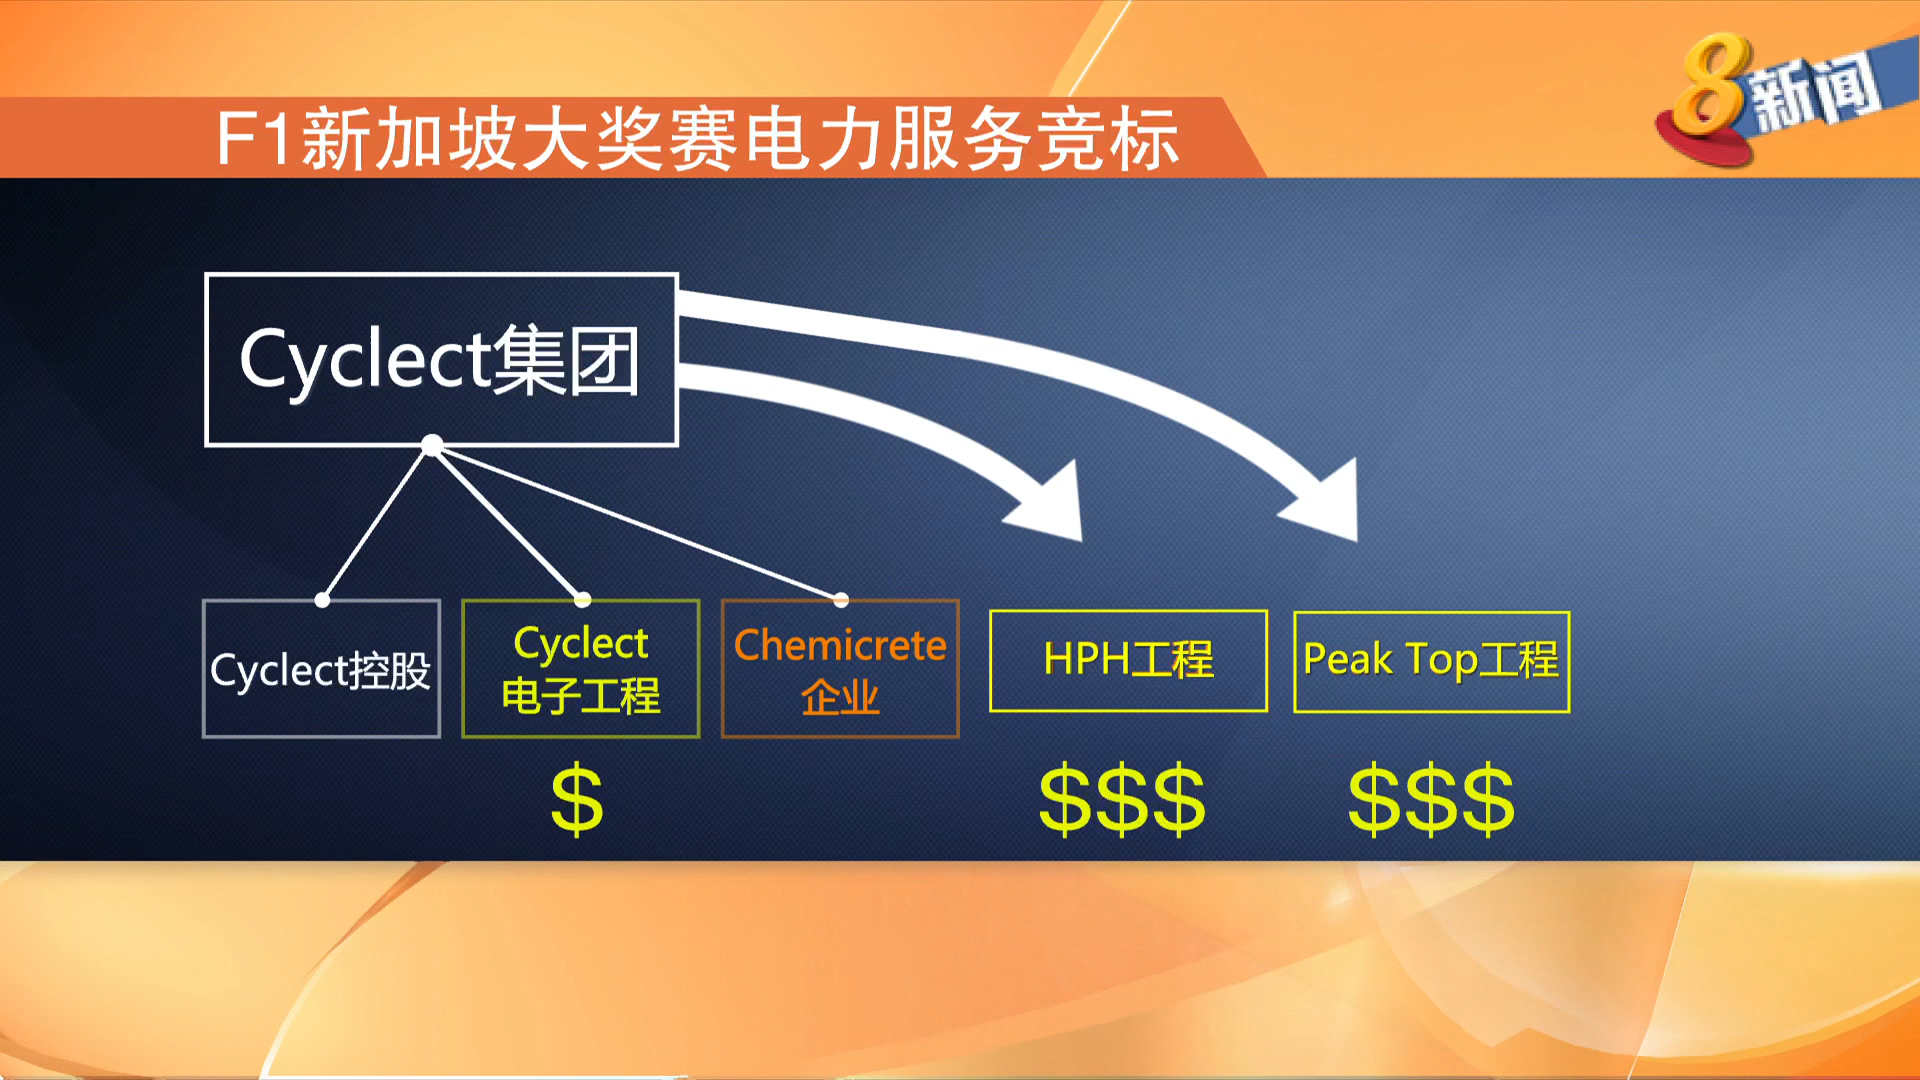 8新闻
F1新加坡大奖赛电力服务竞标
Cyclect集团
Cyclect控股
Cyclect
电子工程
Chemicrete
企业
HPH工程
Peak Top工程
$
$$$
$$$